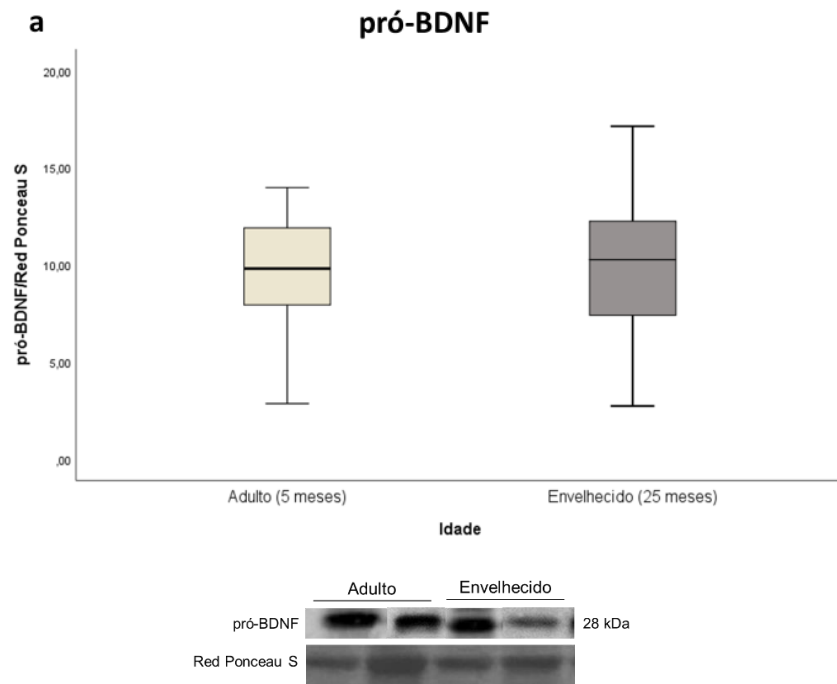 a
pró-BDNF
pró-BDNF/Red Ponceau S
20,00
15,00
10,00
5,00
,00
Adulto (5 meses)
Envelhecido (25 meses)
Idade
Adulto
Envelhecido
pró-BDNF
28 kDa
Red Ponceau S